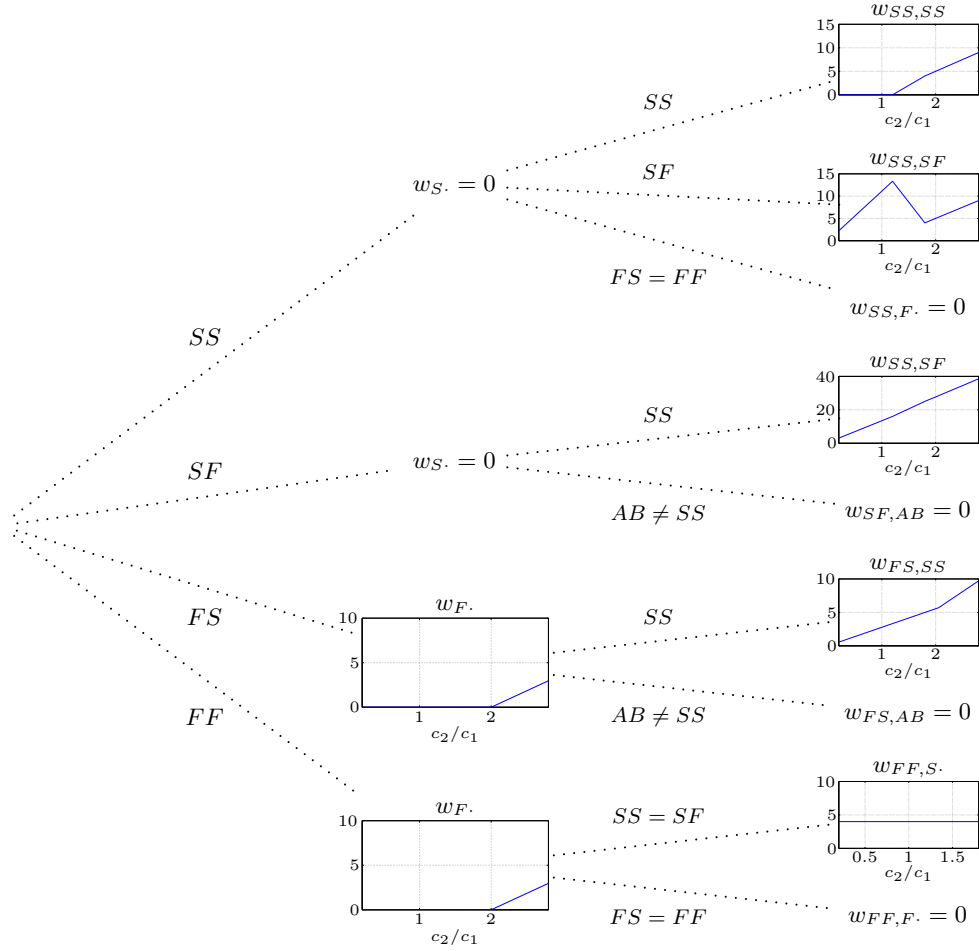 w_{SS,SS}
15
10
5
0
1 2
c_2/c_1
SS
w_{SS,SF}
15
10
5
0
1 2
c_2/c_1
SF
w_{S·} = 0
FS = FF
w_{SS,F·} = 0
SS
w_{SS,SF}
40
20
0
1 2
c_2/c_1
SS
SF
w_{S·} = 0
AB ≠ SS
w_{SF,AB} = 0
w_{FS,SS}
10
5
0
1 2
c_2/c_1
FS
w_{F·}
10
5
0
1 2
c_2/c_1
SS
AB ≠ SS
w_{FS,AB} = 0
FF
w_{FF,S·}
10
5
0
0.5 1 1.5
c_2/c_1
w_{F·}
10
5
0
1 2
c_2/c_1
SS = SF
FS = FF
w_{FF,F·} = 0